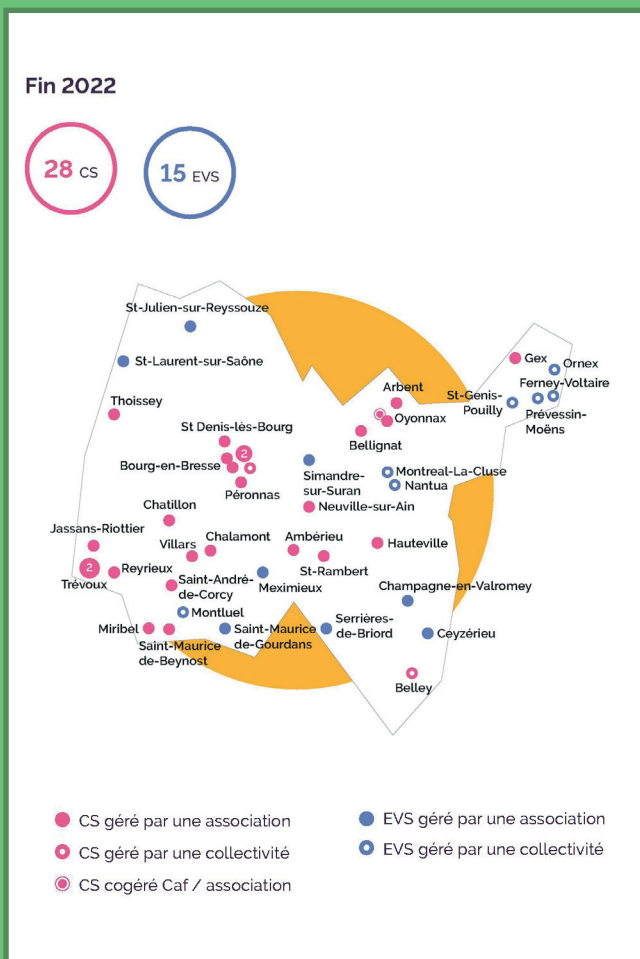 Fin 2022
28 CS
15 EVS
St-Julien-sur-Reyssouze
St-Laurent-sur-Saône
Thoissey
St Denis-lès-Bourg
2
Bourg-en-Bresse
Péronnas
Arbent
Oyonnax
Bellignat
Gex
Ornex
Ferney-Voltaire
St-Genis-
Pouilly
Prévessin-
Moëns
Simandre-
sur-Suran
Montreal-La-Cluse
Nantua
Neuville-sur-Ain
Chatillon
Jassans-Riottier
Villars
Chalamont
Ambérieu
Hauteville
2
Trévoux
Reyrieux
Saint-André-
de-Corcy
St-Rambert
Meximieux
Champagne-en-Valromey
Montluel
Miribel
Saint-Maurice
de-Beynost
Saint-Maurice
de-Gourdans
Serrières-
de-Briord
Ceyzérieu
Belley
CS géré par une association
CS géré par une collectivité
CS cogéré Caf / association
EVS géré par une association
EVS géré par une collectivité